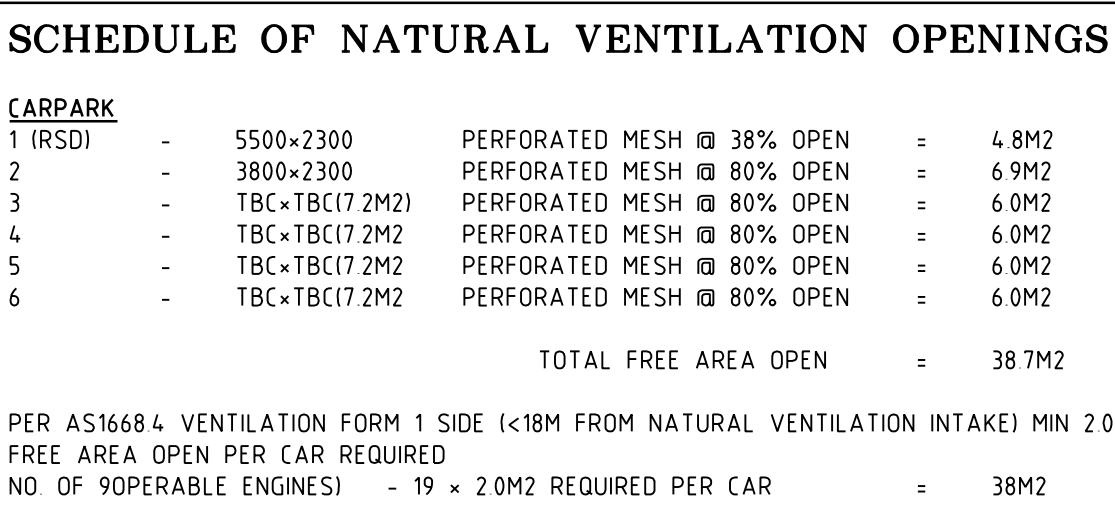 SCHEDULE OF NATURAL VENTILATION OPENINGS
CARPARK
1 (RSD) - 5500×2300 PERFORATED MESH @ 38% OPEN = 4.8M2
2 - 3800×2300 PERFORATED MESH @ 80% OPEN = 6.9M2
3 - TBC×TBC(7.2M2) PERFORATED MESH @ 80% OPEN = 6.0M2
4 - TBC×TBC(7.2M2 PERFORATED MESH @ 80% OPEN = 6.0M2
5 - TBC×TBC(7.2M2 PERFORATED MESH @ 80% OPEN = 6.0M2
6 - TBC×TBC(7.2M2 PERFORATED MESH @ 80% OPEN = 6.0M2
TOTAL FREE AREA OPEN = 38.7M2
PER AS1668.4 VENTILATION FORM 1 SIDE (<18M FROM NATURAL VENTILATION INTAKE) MIN 2.0
FREE AREA OPEN PER CAR REQUIRED
NO. OF 9OPERABLE ENGINES) - 19 × 2.0M2 REQUIRED PER CAR = 38M2